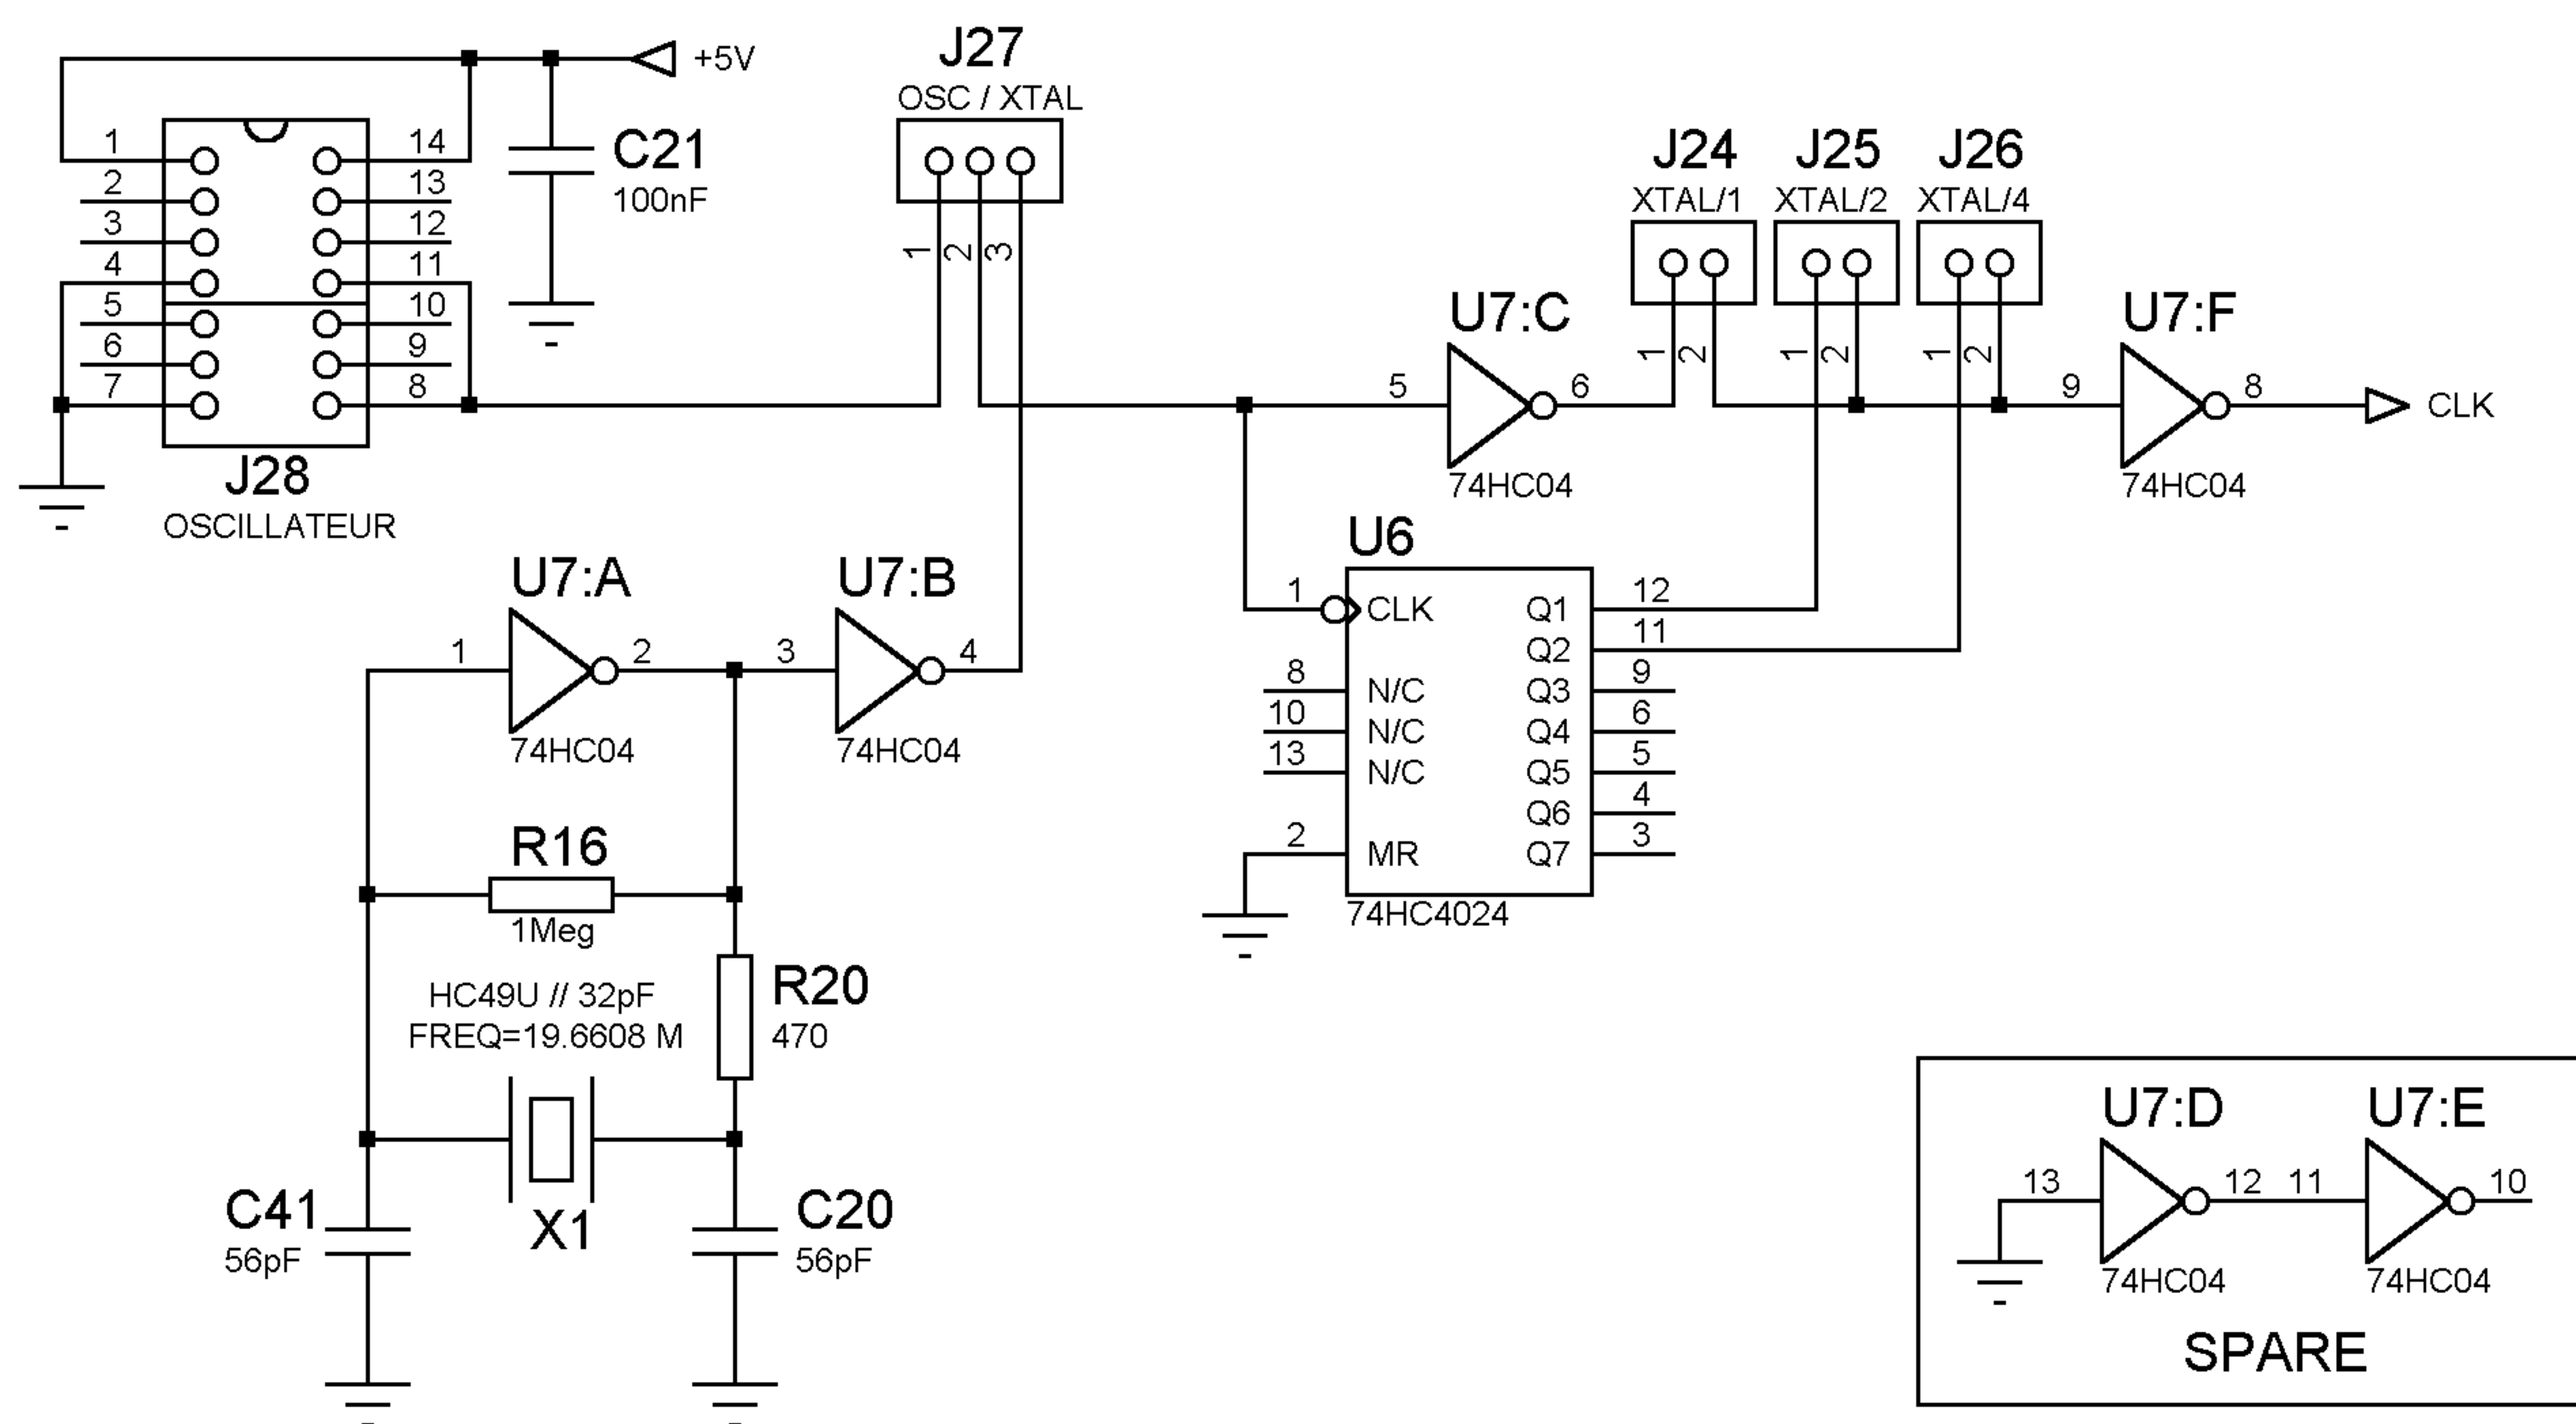 +5V
1
2
3
4
5
6
7
14
13
12
11
10
9
8
J28
OSCILLATEUR
C21
100nF
J27
OSC / XTAL
1
2
3
J24
XTAL/1
1
2
J25
XTAL/2
1
2
J26
XTAL/4
1
2
U7:C
5
6
74HC04
U7:F
9
8
74HC04
CLK
U7:A
1
2
74HC04
U7:B
3
4
74HC04
U6
1
CLK
8
N/C
10
N/C
13
N/C
2
MR
Q1
12
Q2
11
Q3
9
Q4
6
Q5
5
Q6
4
Q7
3
74HC4024
R16
1Meg
HC49U // 32pF
FREQ=19.6608 M
R20
470
C41
56pF
X1
C20
56pF
U7:D
13
12
74HC04
U7:E
11
10
74HC04
SPARE